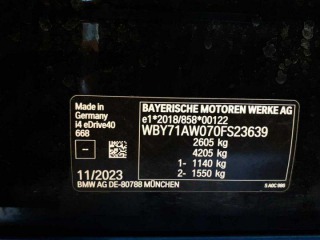 Made in
Germany
i4 eDrive40
668
-
11/2023
BMW AG DE-80788 MÜNCHEN
BAYERISCHE MOTOREN WERKE AG
e1*2018/858*00122
WBY71AW070FS23639
2605 kg
4205 kg
1- 1140 kg
2- 1550 kg